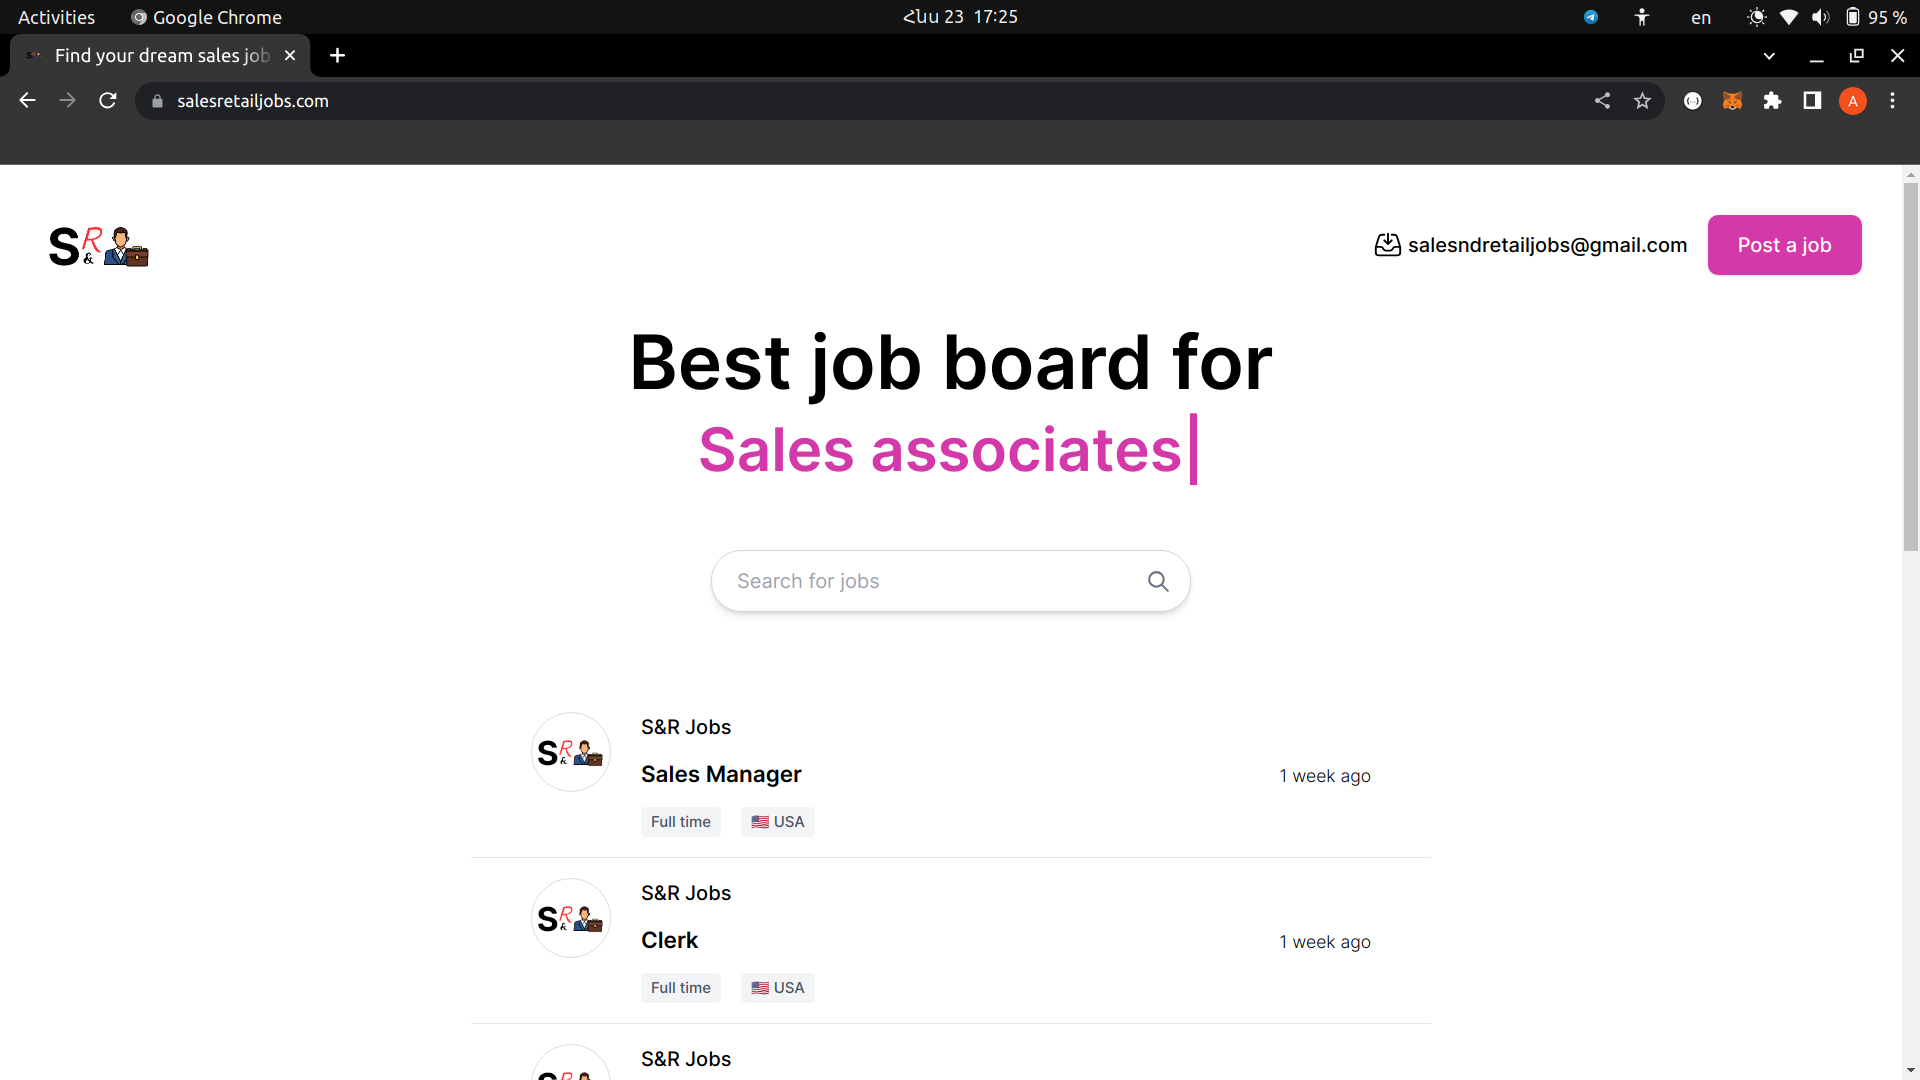 Activities
Google Chrome
Հնս 23 17:25
en
95 %
Find your dream sales job
salesretailjobs.com
A
S
R
&
salesndretailjobs@gmail.com
Post a job
Best job board for
Sales associates
Search for jobs
S
R
&
S&R Jobs
Sales Manager
1 week ago
Full time
🇺🇸 USA
S
R
&
S&R Jobs
Clerk
1 week ago
Full time
🇺🇸 USA
S&R Jobs